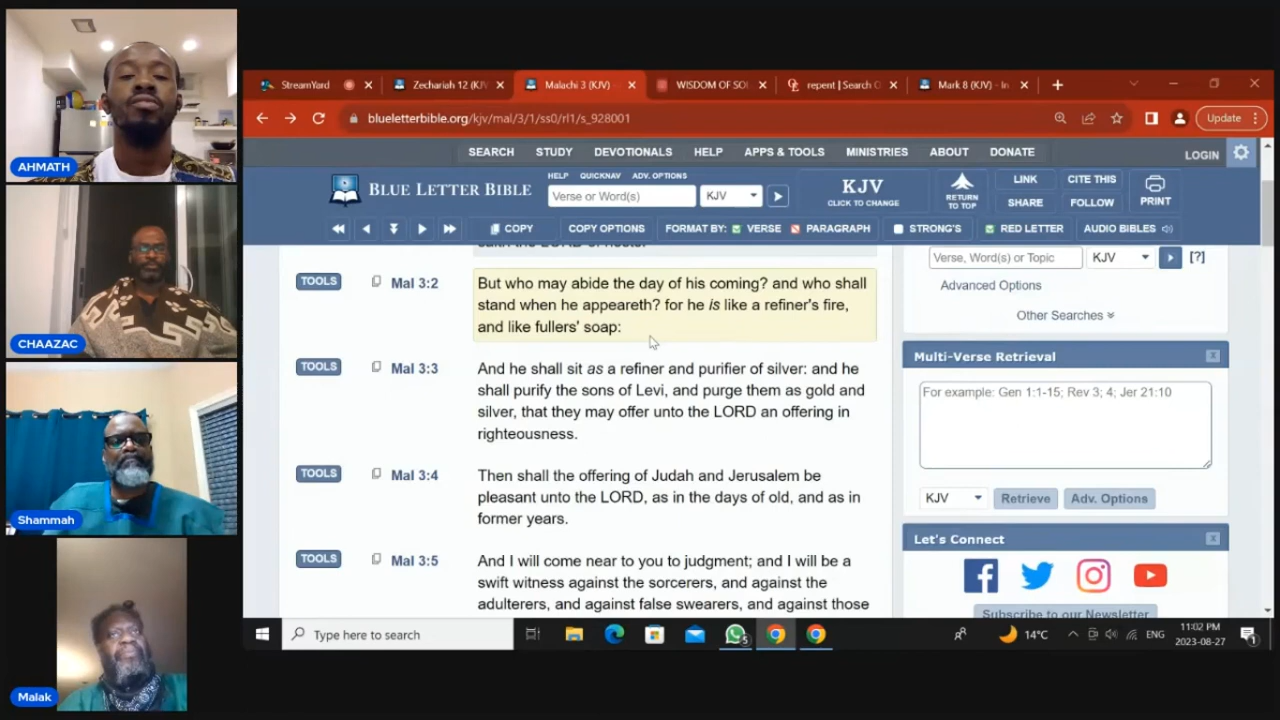 AHMATH
CHAAZAC
Shammah
Malak
StreamYard
Zechariah 12 (KJV
Malachi 3 (KJV) -
WISDOM OF SO
repent | Search O
Mark 8 (KJV) - In
blueletterbible.org/kjv/mal/3/1/ss0/rl1/s_928001
Update
SEARCH STUDY DEVOTIONALS HELP APPS & TOOLS MINISTRIES ABOUT DONATE
LOGIN
BLUE LETTER BIBLE
HELP QUICKNAV ADV. OPTIONS
Verse or Word(s)
KJV
KJV
CLICK TO CHANGE
RETURN
TO TOP
LINK
CITE THIS
SHARE
FOLLOW
PRINT
COPY COPY OPTIONS FORMAT BY: VERSE PARAGRAPH STRONG'S RED LETTER AUDIO BIBLES
TOOLS
Mal 3:2
But who may abide the day of his coming? and who shall
stand when he appeareth? for he is like a refiner's fire,
and like fullers' soap:
TOOLS
Mal 3:3
And he shall sit as a refiner and purifier of silver: and he
shall purify the sons of Levi, and purge them as gold and
silver, that they may offer unto the LORD an offering in
righteousness.
TOOLS
Mal 3:4
Then shall the offering of Judah and Jerusalem be
pleasant unto the LORD, as in the days of old, and as in
former years.
TOOLS
Mal 3:5
And I will come near to you to judgment; and I will be a
swift witness against the sorcerers, and against the
adulterers, and against false swearers, and against those
Verse, Word(s) or Topic
KJV
[?]
Advanced Options
Other Searches
Multi-Verse Retrieval
X
For example: Gen 1:1-15; Rev 3; 4; Jer 21:10
KJV
Retrieve
Adv. Options
Let's Connect
X
Subscribe to our Newsletter
Type here to search
5
14°C
ENG
11:02 PM
2023-08-27
1